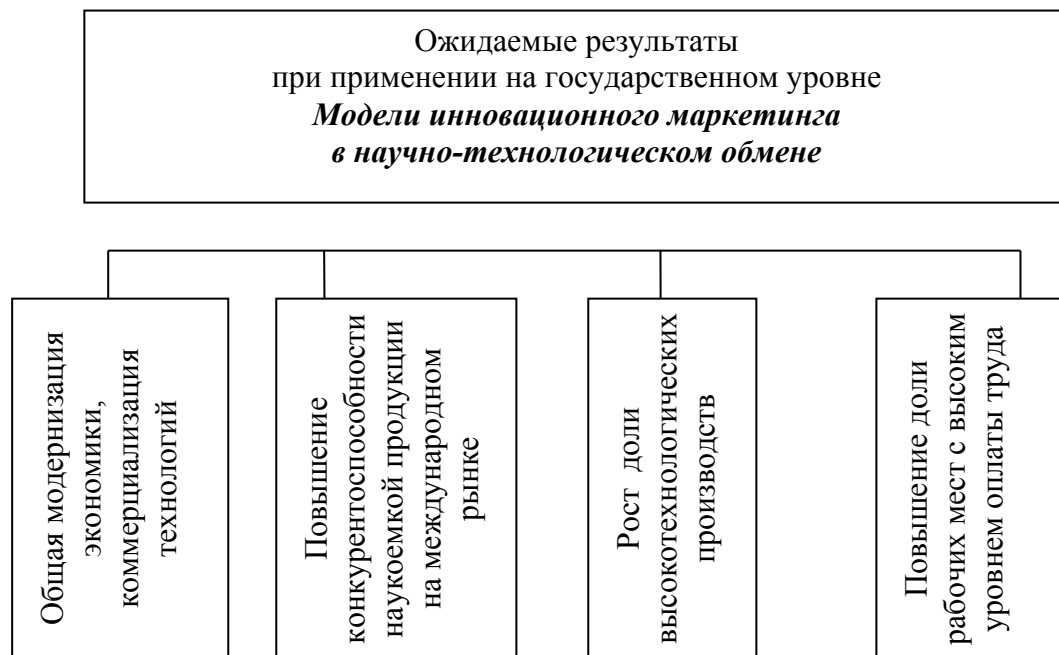 Ожидаемые результаты
при применении на государственном уровне
Модели инновационного маркетинга
в научно-технологическом обмене
Общая модернизация
экономики,
коммерциализация
технологий
Повышение
конкурентоспособности
наукоемкой продукции
на международном
рынке
Рост доли
высокотехнологических
производств
Повышение доли
рабочих мест с высоким
уровнем оплаты труда